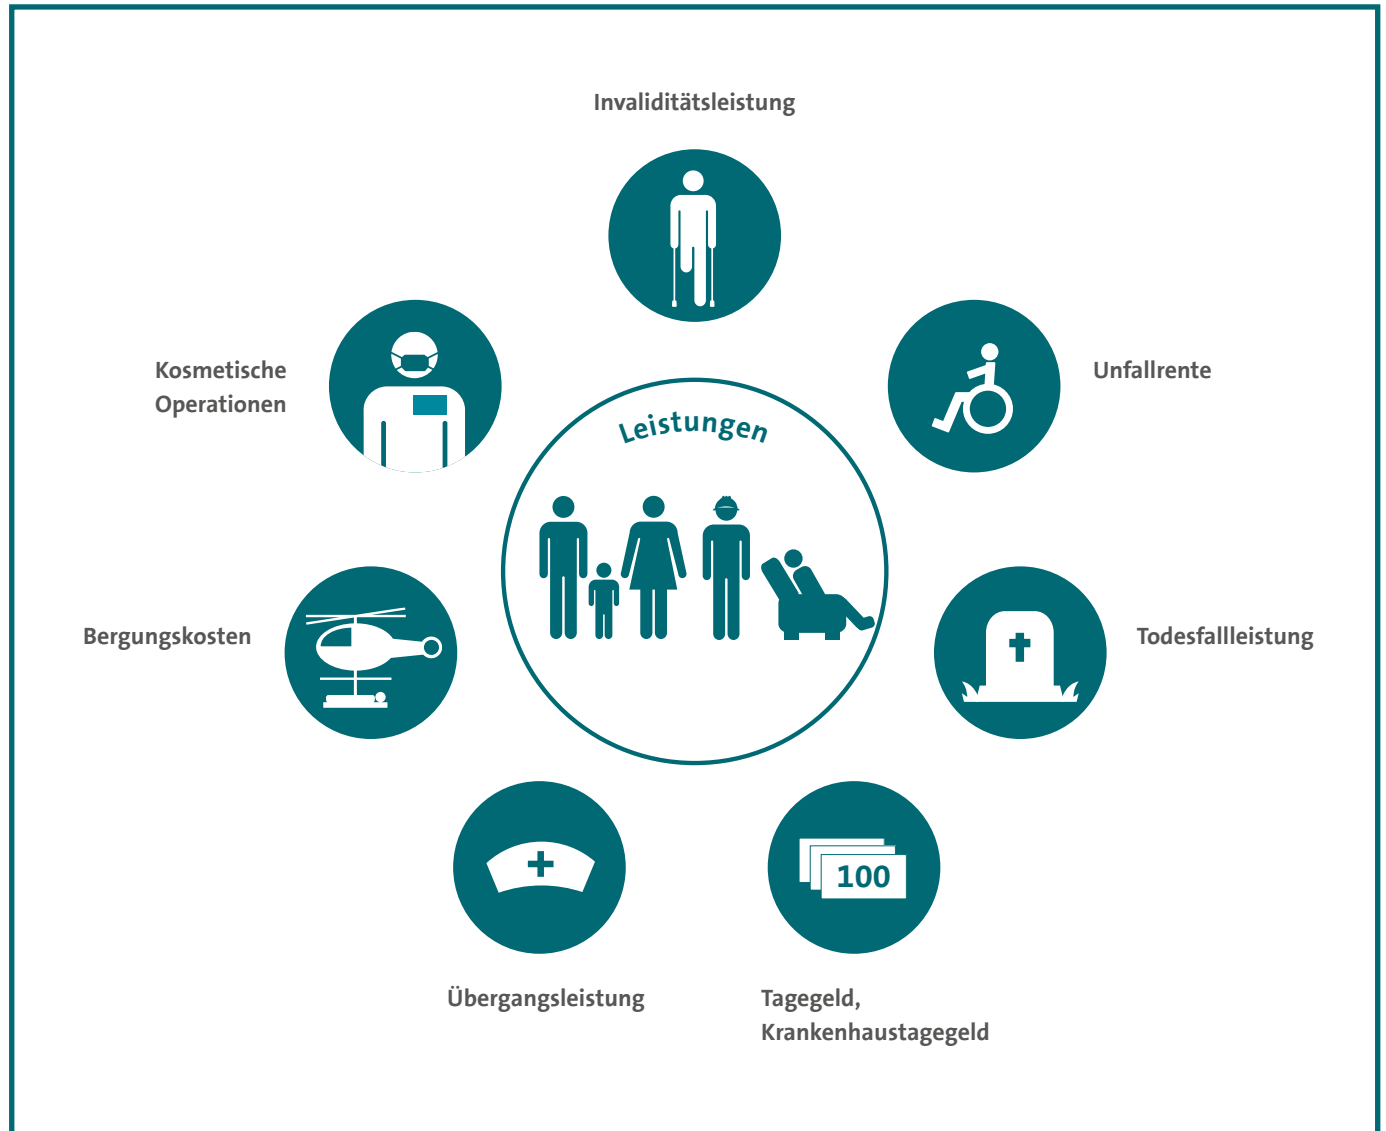 Invaliditätsleistung
Kosmetische
Operationen
Unfallrente
Leistungen
Bergungskosten
Todesfallleistung
100
Übergangsleistung
Tagegeld,
Krankenhaustagegeld